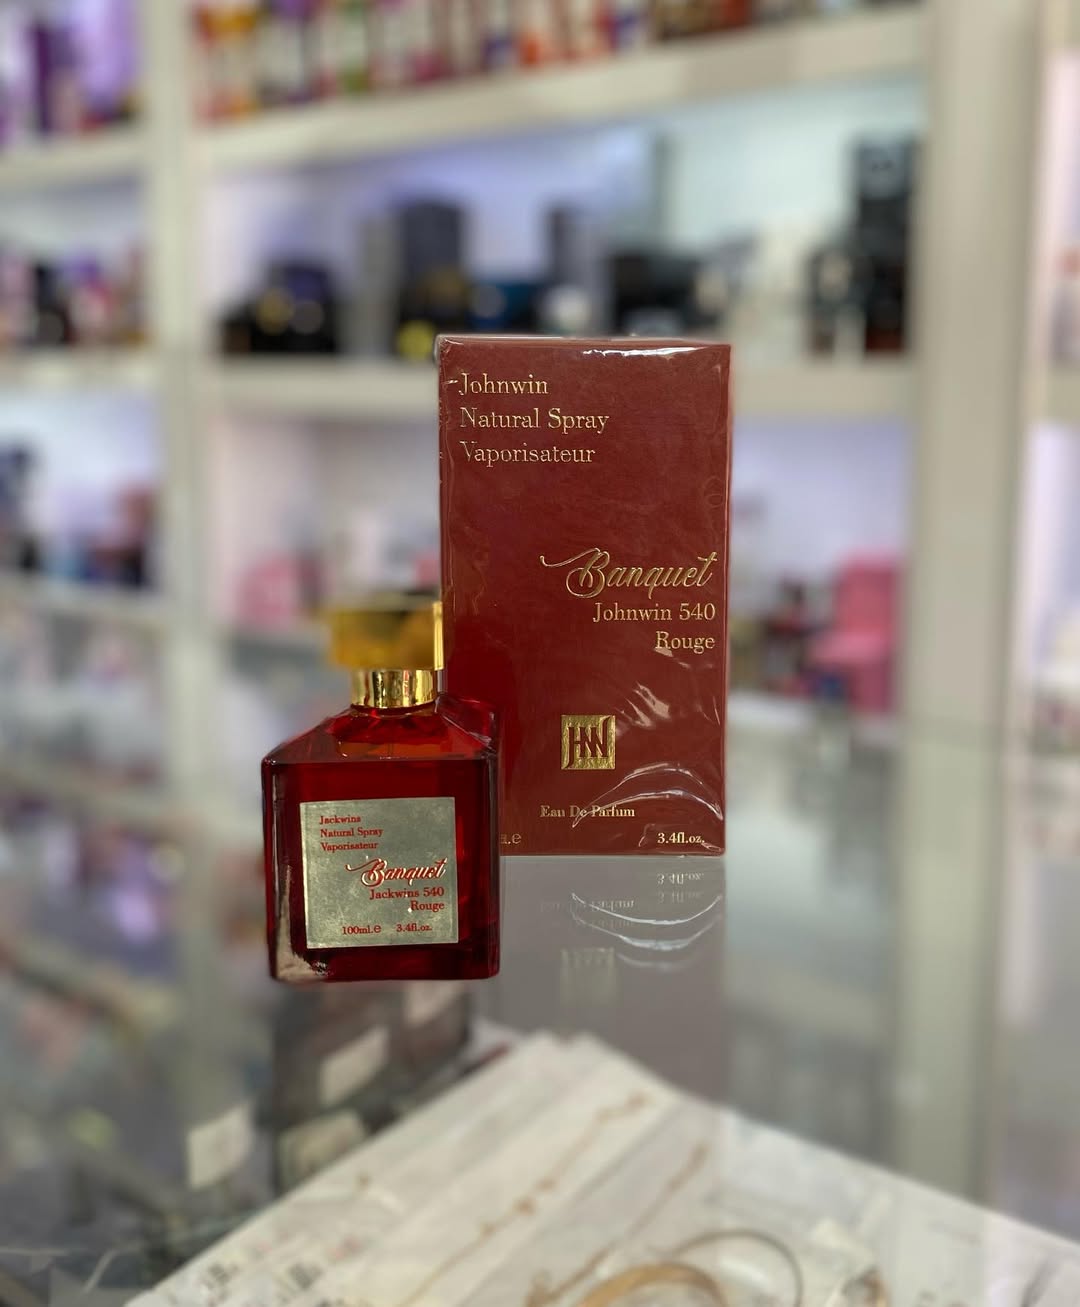 Johnwin
Natural Spray
Vaporisateur
Banquet
Johnwin 540
Rouge
JHW
Eau De Parfum
3.4fl.oz.
Jackwins
Natural Spray
Vaporisateur
Banquet
Jackwins 540
Rouge
100ml.e 3.4fl.oz.